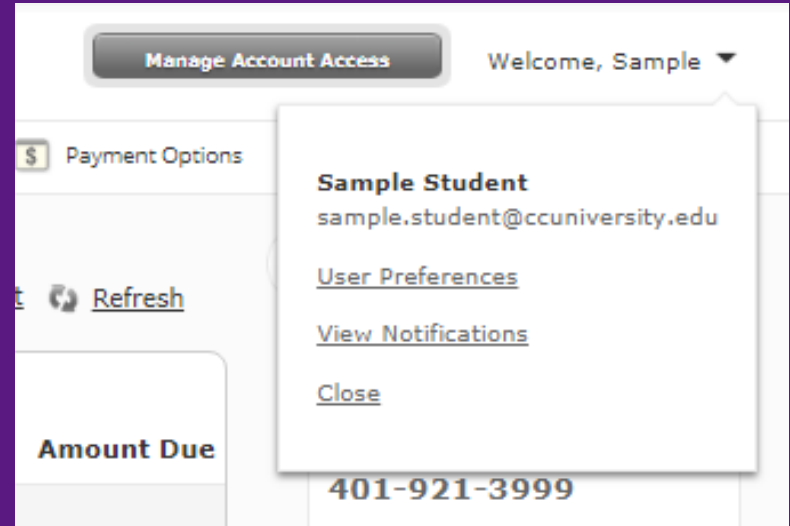 Manage Account Access
Welcome, Sample
$ Payment Options
Sample Student
sample.student@ccuniversity.edu
User Preferences
Refresh
View Notifications
Close
Amount Due
401-921-3999